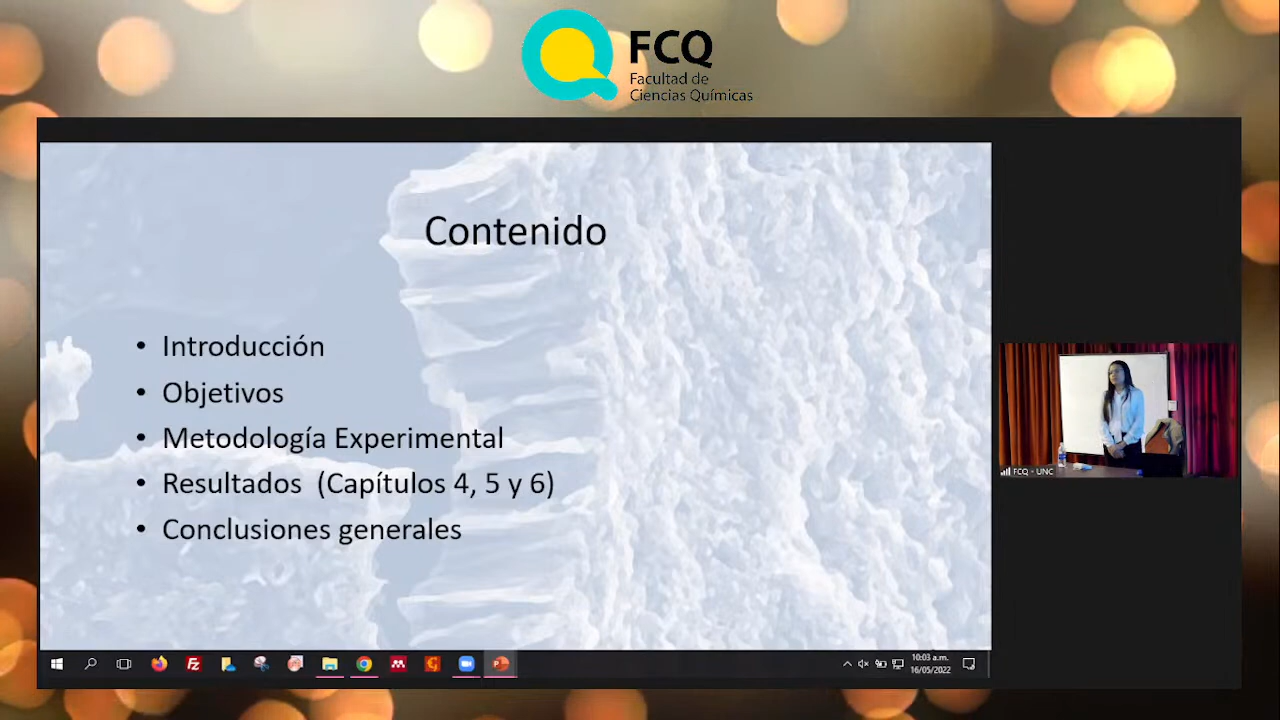 FCQ
Facultad de
Ciencias Químicas
Contenido
• Introducción
• Objetivos
• Metodología Experimental
• Resultados (Capítulos 4, 5 y 6)
• Conclusiones generales
FCQ - UNC
10:03 a.m.
16/05/2022